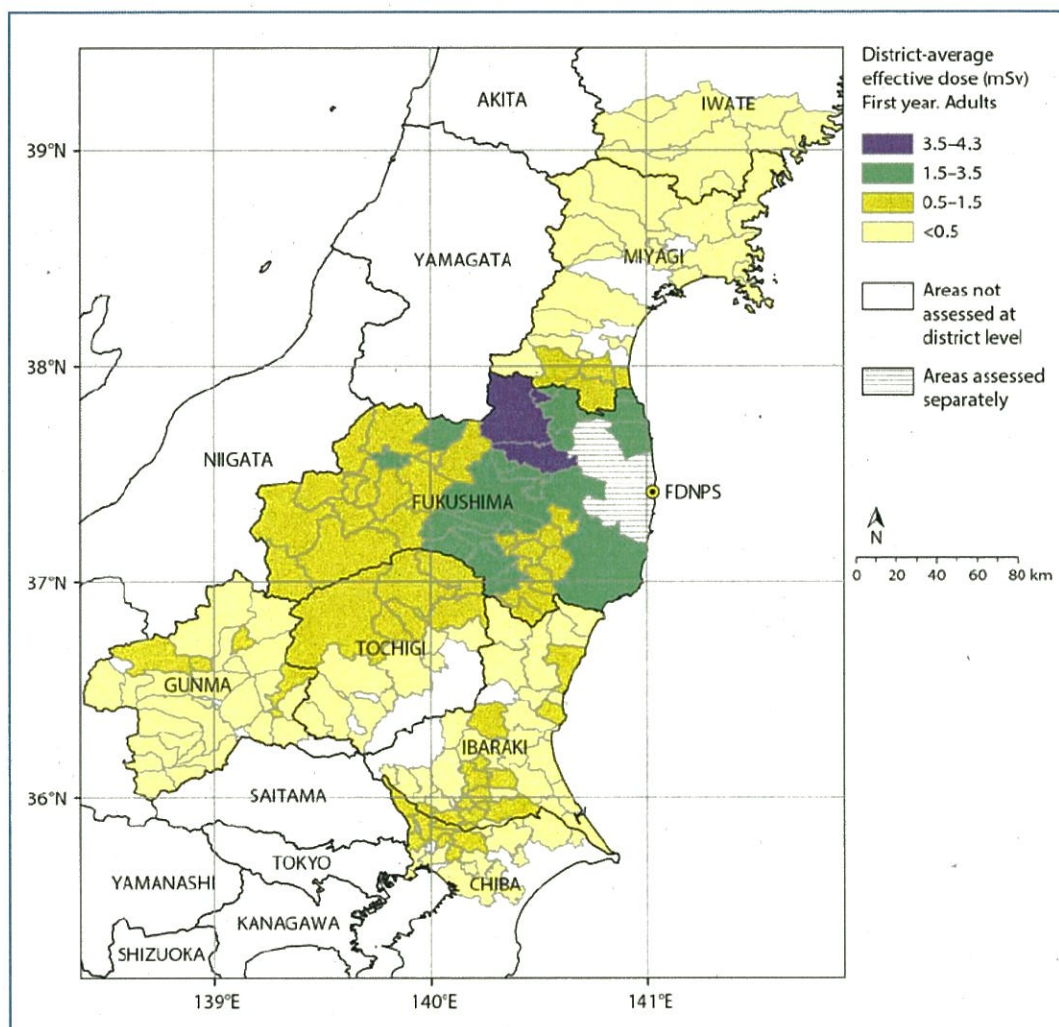 District-average
effective dose (mSv)
First year. Adults
3.5–4.3
1.5–3.5
0.5–1.5
<0.5
Areas not
assessed at
district level
Areas assessed
separately
AKITA
IWATE
39°N
YAMAGATA
MIYAGI
38°N
NIIGATA
FUKUSHIMA
FDNPS
N
0 20 40 60 80 km
37°N
TOCHIGI
GUNMA
IBARAKI
36°N
SAITAMA
TOKYO
YAMANASHI
CHIBA
KANAGAWA
SHIZUOKA
139°E 140°E 141°E